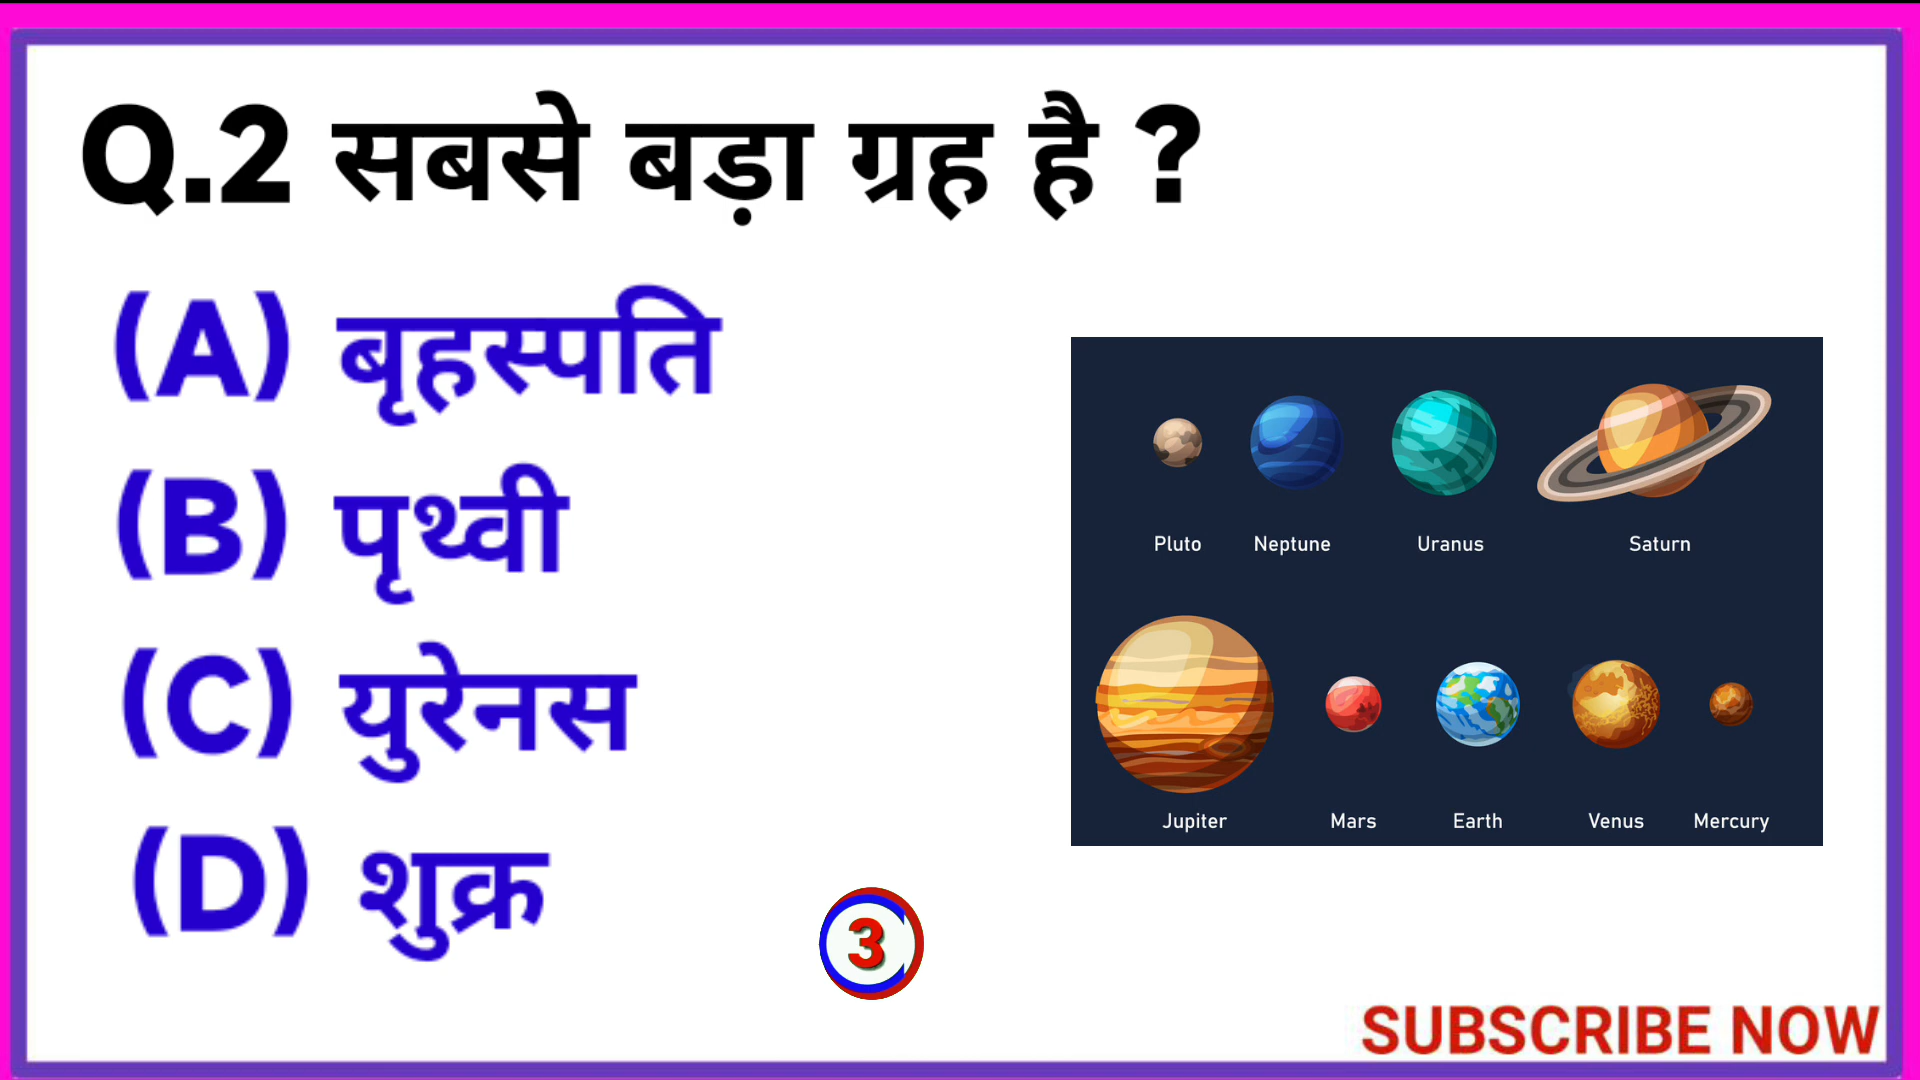 Q.2 सबसे बड़ा ग्रह है ?
(A) बृहस्पति
(B) पृथ्वी
(C) युरेनस
(D) शुक्र
Pluto Neptune Uranus Saturn
Jupiter Mars Earth Venus Mercury
3
SUBSCRIBE NOW